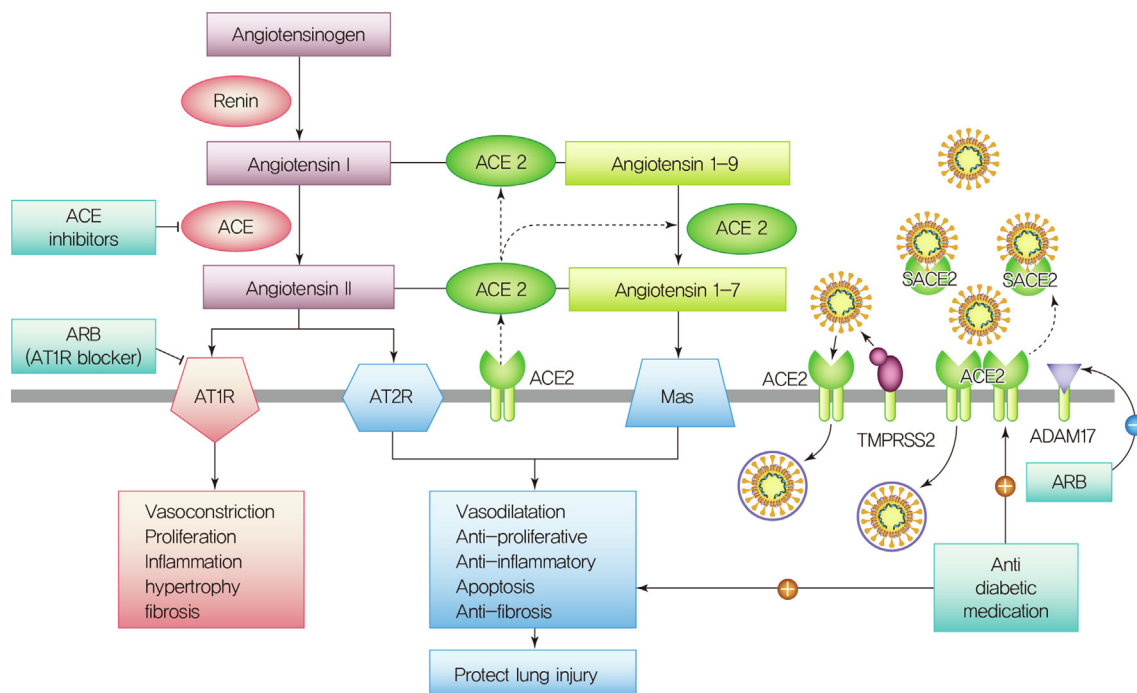 Angiotensinogen
Renin
Angiotensin I
ACE 2
Angiotensin 1–9
ACE
inhibitors
ACE
ACE 2
Angiotensin II
ACE 2
Angiotensin 1–7
SACE2
SACE2
ARB
(AT1R blocker)
AT1R
AT2R
ACE2
Mas
ACE2
TMPRSS2
ACE2
ADAM17
ARB
Vasoconstriction
Proliferation
Inflammation
hypertrophy
fibrosis
Vasodilatation
Anti–proliferative
Anti–inflammatory
Apoptosis
Anti–fibrosis
Anti
diabetic
medication
Protect lung injury